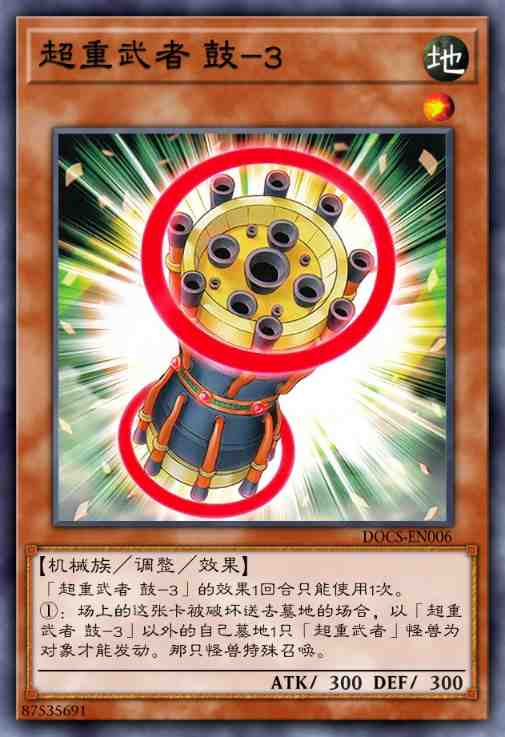 超重武者 鼓-3
地
DOCS-EN006
【机械族／调整／效果】
「超重武者 鼓-3」的效果1回合只能使用1次。
①：场上的这张卡被破坏送去墓地的场合，以「超重
武者 鼓-3」以外的自己墓地1只「超重武者」怪兽为
对象才能发动。那只怪兽特殊召唤。
ATK/ 300 DEF/ 300
87535691